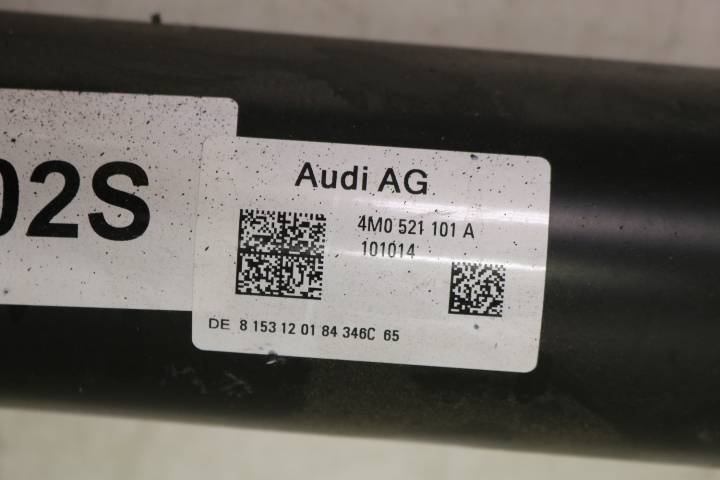 02S
Audi AG
4M0 521 101 A
101014
DE 8 153 12 01 84 346C 65